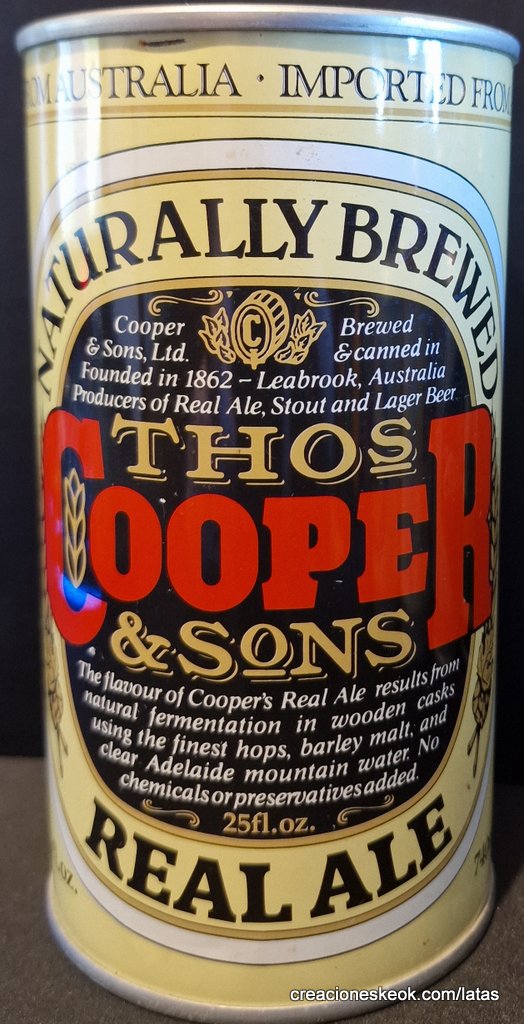 OM AUSTRALIA · IMPORTED FROM
NATURALLY BREWED
C
Cooper & Sons, Ltd.
Brewed & canned in
Founded in 1862 – Leabrook, Australia
Producers of Real Ale, Stout and Lager Beer
THOS
COOPER
& SONS
The flavour of Cooper's Real Ale results from
natural fermentation in wooden casks
using the finest hops, barley malt, and
clear Adelaide mountain water. No
chemicals or preservatives added.
25fl.oz.
REAL ALE
creacioneskeok.com/latas